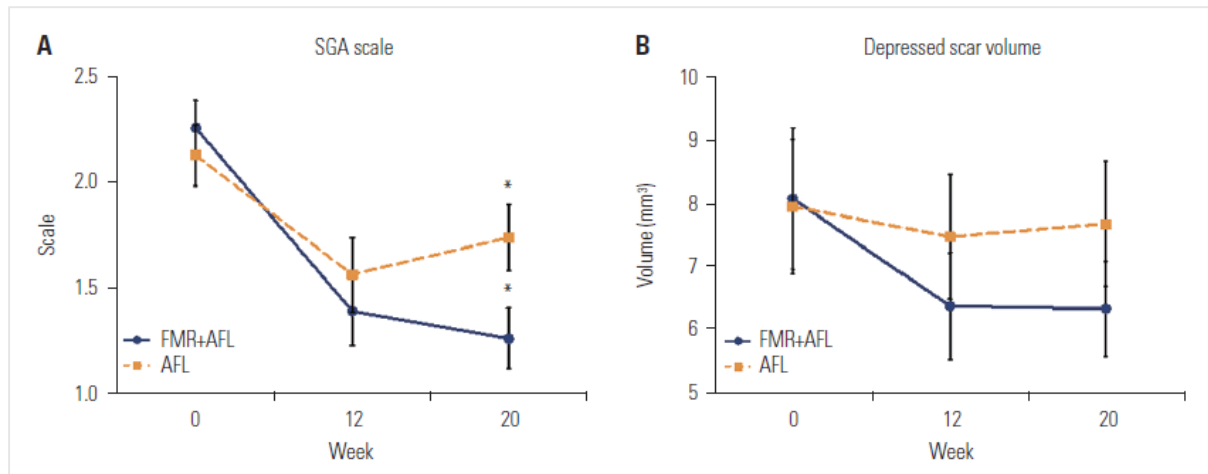 A
SGA scale
2.5
2.0
1.5
1.0
Scale
*
*
FMR+AFL
AFL
0 12 20
Week
B
Depressed scar volume
10
9
8
7
6
5
Volume (mm³)
FMR+AFL
AFL
0 12 20
Week